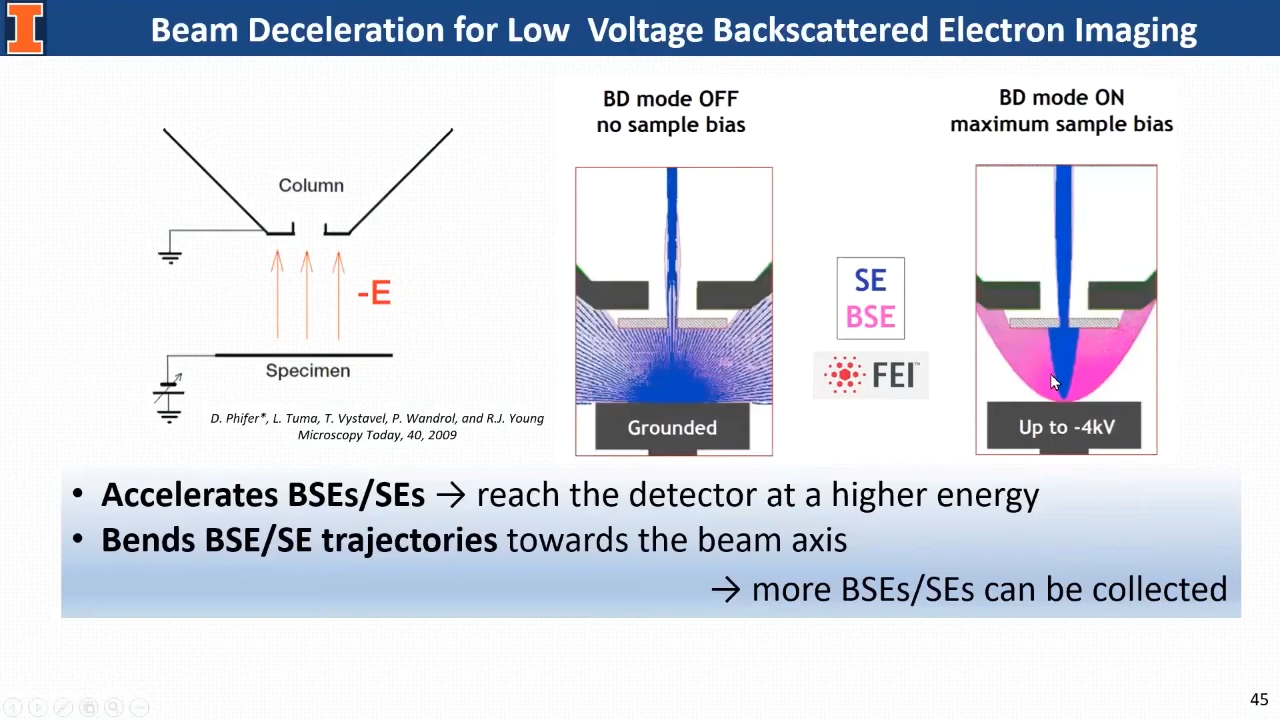 Beam Deceleration for Low  Voltage Backscattered Electron Imaging
BD mode OFF
no sample bias
BD mode ON
maximum sample bias
Column
-E
Specimen
D. Phifer*, L. Tuma, T. Vystavel, P. Wandrol, and R.J. Young
Microscopy Today, 40, 2009
Grounded
SE
BSE
FEI™
Up to -4kV
• Accelerates BSEs/SEs → reach the detector at a higher energy
• Bends BSE/SE trajectories towards the beam axis
→ more BSEs/SEs can be collected
45